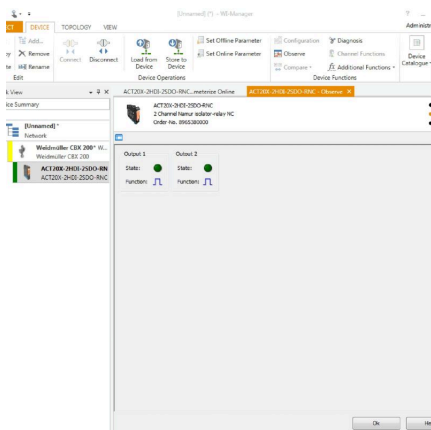 [Unnamed] (*) - WI-Manager
CT DEVICE TOPOLOGY VIEW Administr
Add...
Remove
Rename
Edit
Connect Disconnect
Load from Device
Store to Device
Set Offline Parameter
Set Online Parameter
Device Operations
Configuration
Observe
Compare
Diagnosis
Channel Functions
Additional Functions
Device Functions
Device Catalogue
k View
ice Summary
[Unnamed] *
Network
Weidmüller CBX 200* W...
Weidmüller CBX 200
ACT20X-2HDI-2SDO-RN
ACT20X-2HDI-2SDO-RNC
ACT20X-2HDI-2SDO-RNC...meterize Online
ACT20X-2HDI-2SDO-RNC - Observe X
ACT20X-2HDI-2SDO-RNC
2 Channel Namur isolator-relay NC
Order-No. 8965380000
Output 1 Output 2
State: State:
Function: Function:
Ok He